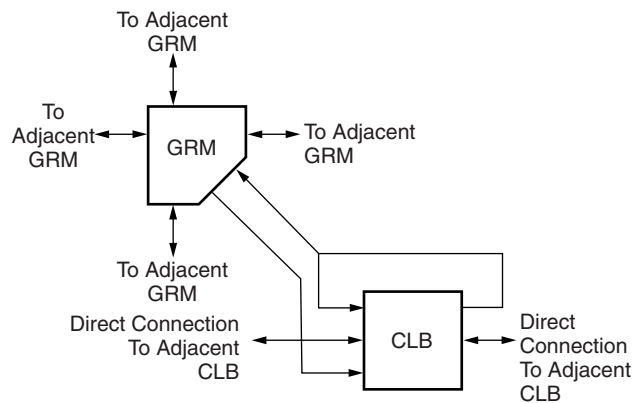 To Adjacent
GRM
To
Adjacent
GRM
GRM
To Adjacent
GRM
To Adjacent
GRM
Direct Connection
To Adjacent
CLB
CLB
Direct
Connection
To Adjacent
CLB